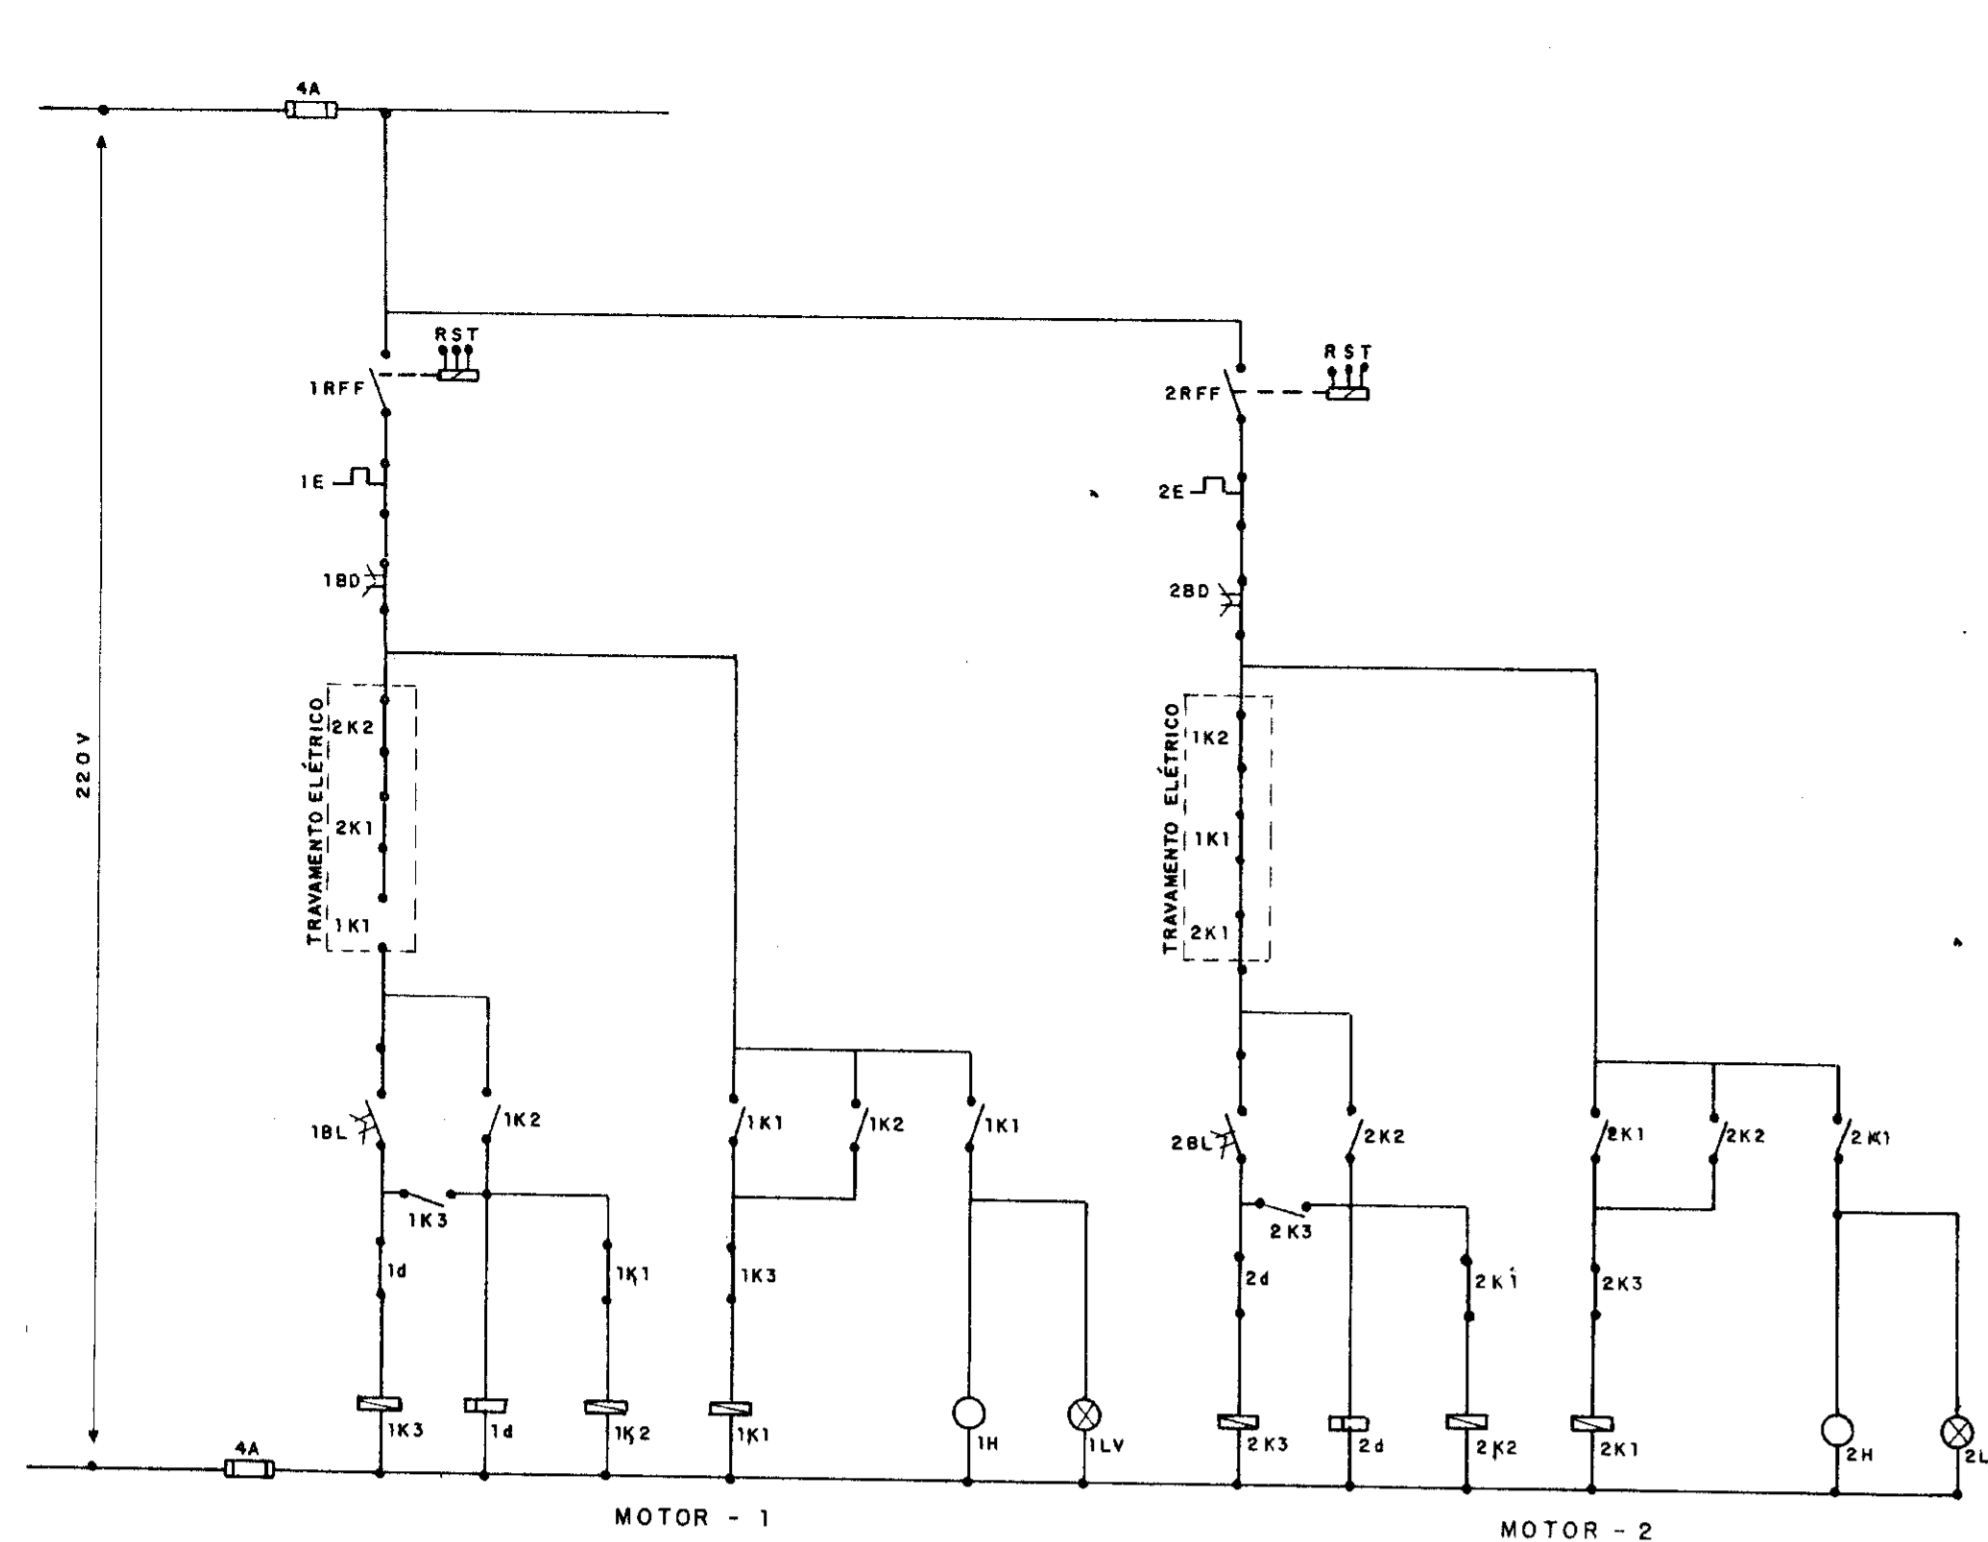 4A
220V
RST
1RFF
1E
1BD
TRAVAMENTO ELÉTRICO
2K2
2K1
1K1
1BL
1K2
1K3
1d
1K1
1K1
1K2
1K1
1K3
1K3
1d
1K2
1K1
1H
1LV
4A
MOTOR - 1
R S T
2RFF
2E
2BD
TRAVAMENTO ELÉTRICO
1K2
1K1
2K1
2BL
2K2
2K3
2d
2K1
2K1
2K2
2K1
2K3
2K3
2d
2K2
2K1
2H
2L
MOTOR - 2